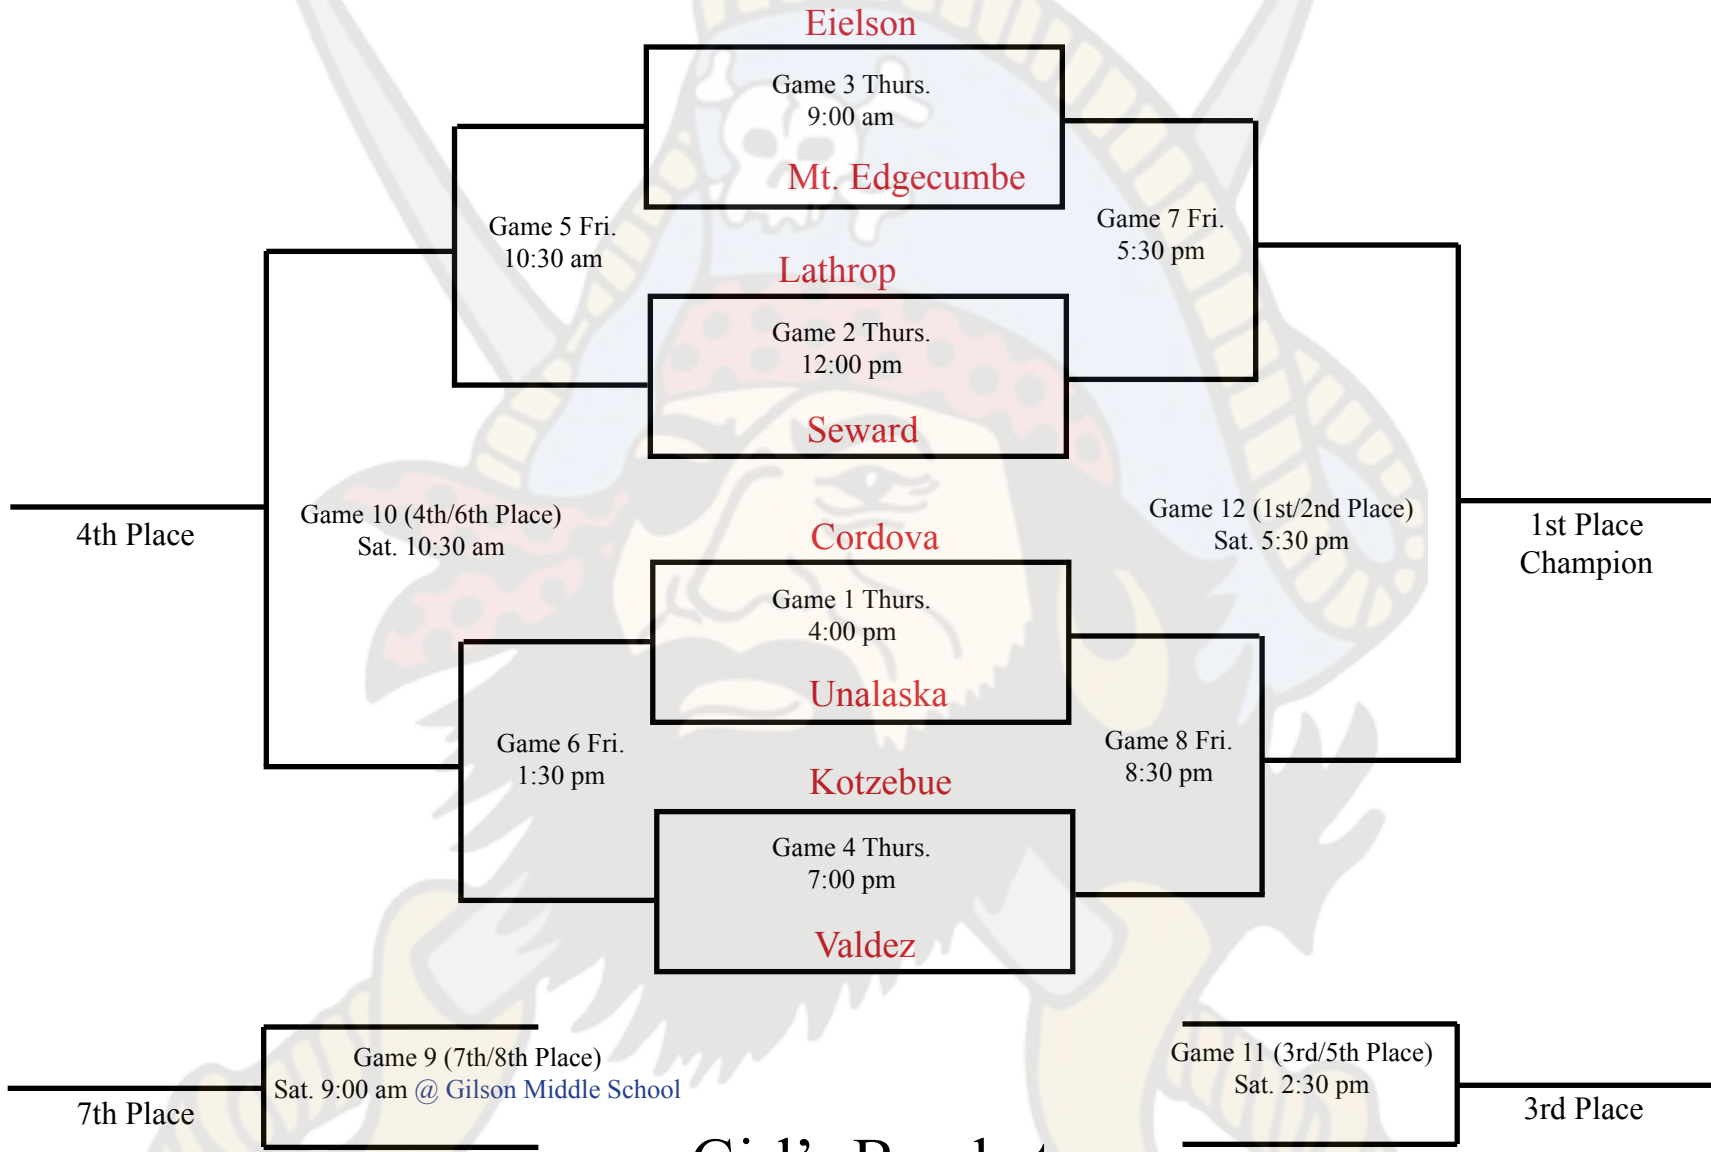 Eielson
Game 3 Thurs.
9:00 am
Mt. Edgecumbe
Game 5 Fri.
10:30 am
Game 7 Fri.
5:30 pm
Lathrop
Game 2 Thurs.
12:00 pm
Seward
4th Place
Game 10 (4th/6th Place)
Sat. 10:30 am
Cordova
Game 12 (1st/2nd Place)
Sat. 5:30 pm
1st Place
Champion
Game 1 Thurs.
4:00 pm
Unalaska
Game 6 Fri.
1:30 pm
Game 8 Fri.
8:30 pm
Kotzebue
Game 4 Thurs.
7:00 pm
Valdez
Game 9 (7th/8th Place)
Sat. 9:00 am @ Gilson Middle School
7th Place
Game 11 (3rd/5th Place)
Sat. 2:30 pm
3rd Place